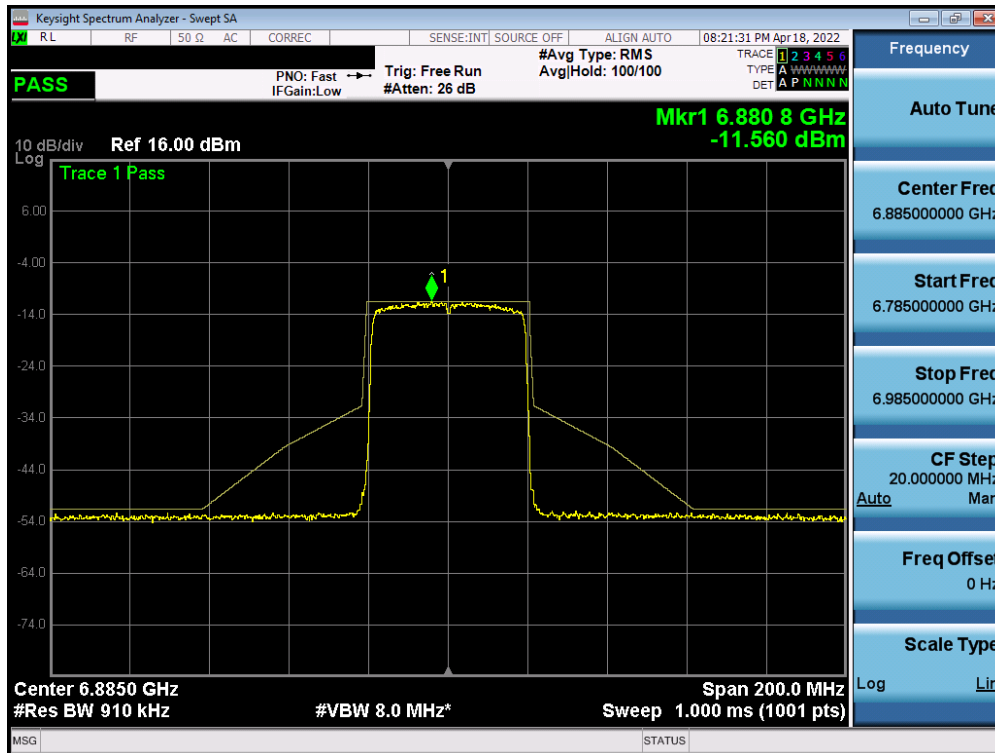 Keysight Spectrum Analyzer - Swept SA
LXI RL RF 50 Ω AC CORREC SENSE:INT SOURCE OFF ALIGN AUTO 08:21:31 PM Apr 18, 2022
PASS
PNO: Fast
IFGain:Low
Trig: Free Run
#Atten: 26 dB
#Avg Type: RMS
Avg|Hold: 100/100
TRACE 1 2 3 4 5 6
TYPE A WWWWW
DET A P N N N N
Mkr1 6.880 8 GHz
-11.560 dBm
10 dB/div Ref 16.00 dBm
Log
Trace 1 Pass
6.00
-4.00
1
-14.0
-24.0
-34.0
-44.0
-54.0
-64.0
-74.0
Center 6.8850 GHz Span 200.0 MHz
#Res BW 910 kHz #VBW 8.0 MHz* Sweep 1.000 ms (1001 pts)
MSG STATUS
Frequency
Auto Tune
Center Freq
6.885000000 GHz
Start Freq
6.785000000 GHz
Stop Freq
6.985000000 GHz
CF Step
20.000000 MHz
Auto Man
Freq Offset
0 Hz
Scale Type
Log Lin